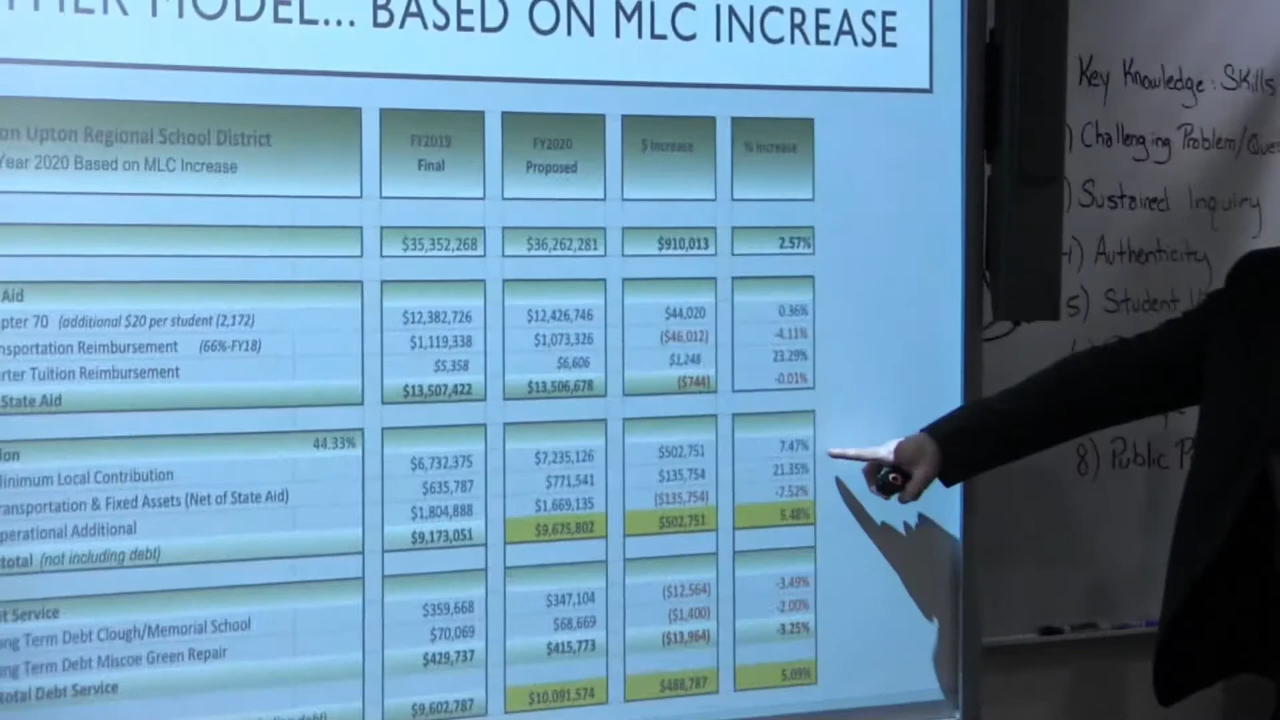 THER MODEL... BASED ON MLC INCREASE
on Upton Regional School District
Year 2020 Based on MLC Increase
FY2019 Final
FY2020 Proposed
$ Increase
% Increase
$35,352,268 $36,262,281 $910,013 2.57%
Aid
pter 70 (additional $20 per student (2,172) $12,382,726 $12,426,746 $44,020 0.36%
nsportation Reimbursement (66%-FY18) $1,119,338 $1,073,326 ($46,012) -4.11%
rter Tuition Reimbursement $5,358 $6,606 $1,248 23.29%
State Aid $13,507,422 $13,506,678 ($744) -0.01%
ion 44.33%
inimum Local Contribution $6,732,375 $7,235,126 $502,751 7.47%
ansportation & Fixed Assets (Net of State Aid) $635,787 $771,541 $135,754 21.35%
perational Additional $1,804,888 $1,669,135 ($135,754) -7.52%
total (not including debt) $9,173,051 $9,675,802 $502,751 5.48%
t Service
ng Term Debt Clough/Memorial School $359,668 $347,104 ($12,564) -3.49%
ng Term Debt Miscoe Green Repair $70,069 $68,669 ($1,400) -2.00%
total Debt Service $429,737 $415,773 ($13,964) -3.25%
$9,602,787 $10,091,574 $488,787 5.09%
Key Knowledge: Skills
) Challenging Problem/Ques
) Sustained Inquiry
4) Authenticity
5) Student
8) Public P